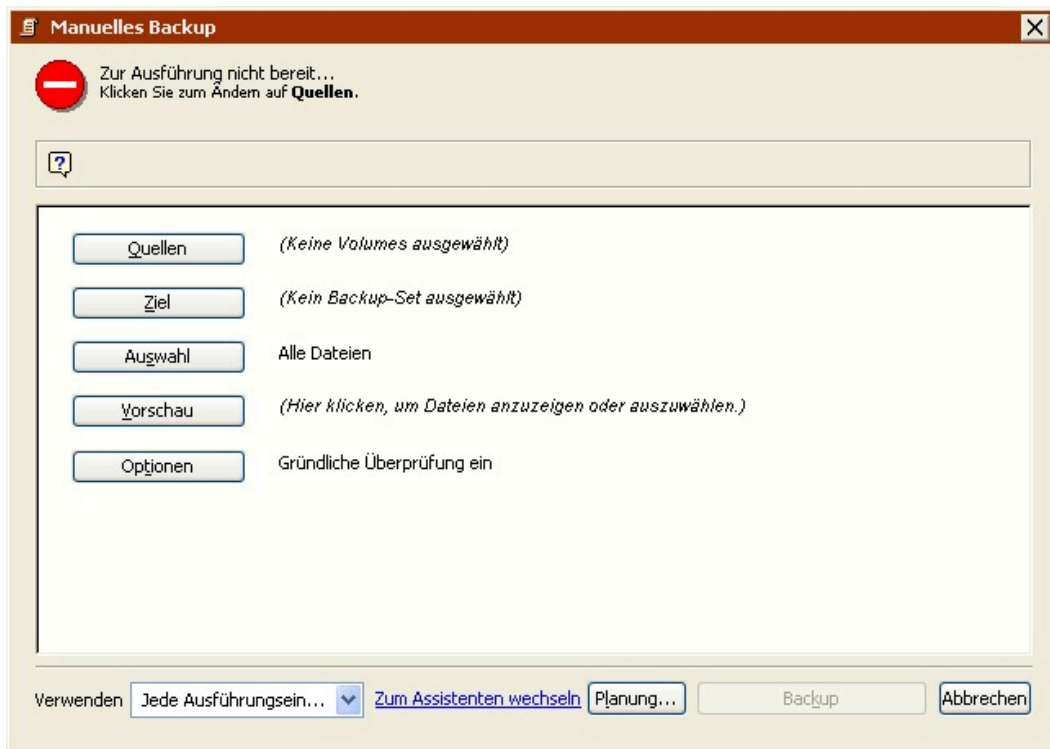 Manuelles Backup
Zur Ausführung nicht bereit...
Klicken Sie zum Ändern auf Quellen.
?
Quellen (Keine Volumes ausgewählt)
Ziel (Kein Backup-Set ausgewählt)
Auswahl Alle Dateien
Vorschau (Hier klicken, um Dateien anzuzeigen oder auszuwählen.)
Optionen Gründliche Überprüfung ein
Verwenden Jede Ausführungsein... Zum Assistenten wechseln Planung... Backup Abbrechen